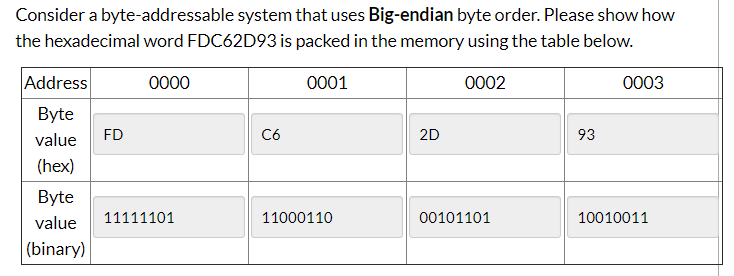 Consider a byte-addressable system that uses Big-endian byte order. Please show how
the hexadecimal word FDC62D93 is packed in the memory using the table below.
Address 0000 0001 0002 0003
Byte
value FD C6 2D 93
(hex)
Byte
value 11111101 11000110 00101101 10010011
(binary)